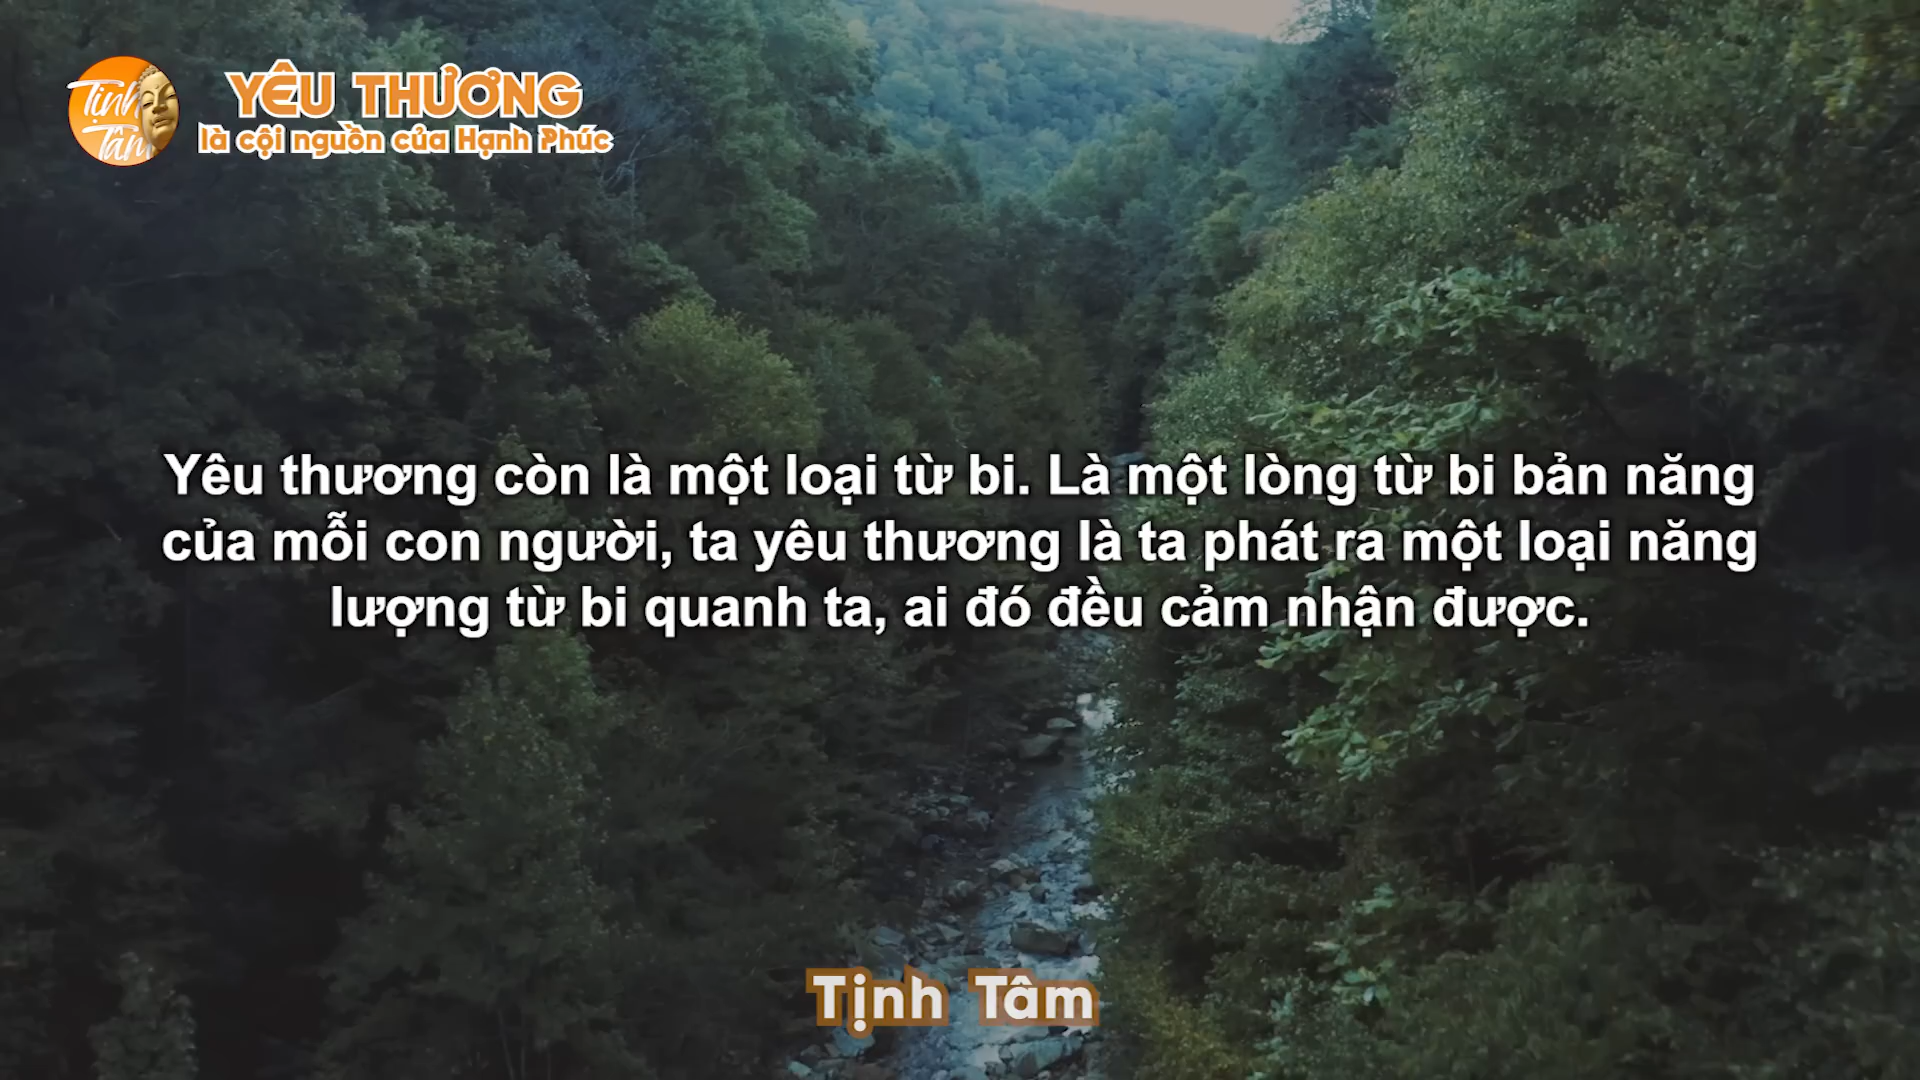 Tịnh
Tâm
YÊU THƯƠNG
là cội nguồn của Hạnh Phúc
Yêu thương còn là một loại từ bi. Là một lòng từ bi bản năng
của mỗi con người, ta yêu thương là ta phát ra một loại năng
lượng từ bi quanh ta, ai đó đều cảm nhận được.
Tịnh Tâm